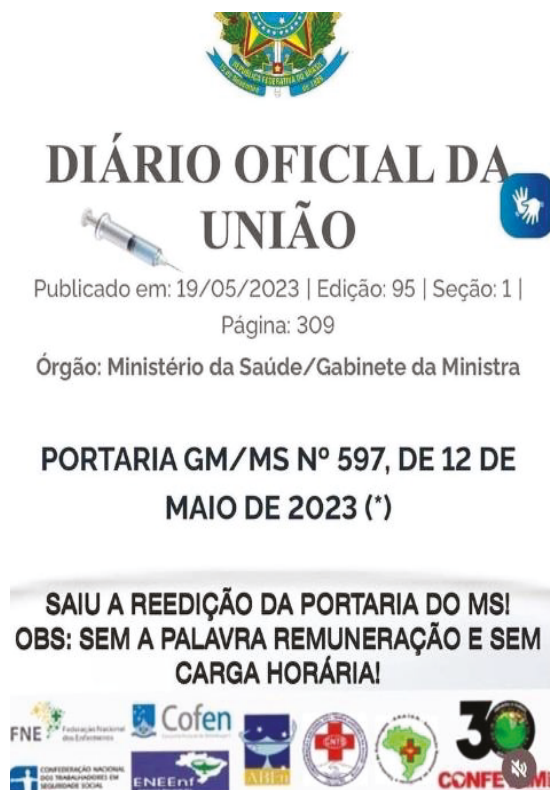 DIÁRIO OFICIAL DA
UNIÃO
Publicado em: 19/05/2023 | Edição: 95 | Seção: 1 |
Página: 309
Órgão: Ministério da Saúde/Gabinete da Ministra
PORTARIA GM/MS Nº 597, DE 12 DE
MAIO DE 2023 (*)
SAIU A REEDIÇÃO DA PORTARIA DO MS!
OBS: SEM A PALAVRA REMUNERAÇÃO E SEM
CARGA HORÁRIA!
FNE
Federação Nacional
dos Enfermeiros
Cofen
CONFEDERAÇÃO NACIONAL
DOS TRABALHADORES EM
SEGURIDADE SOCIAL
ENEEnf
ABEn
CNTS
30
CONFE